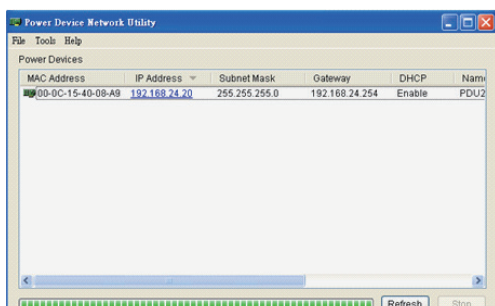 Power Device Network Utility
File Tools Help
Power Devices
MAC Address IP Address Subnet Mask Gateway DHCP Name
00-0C-15-40-08-A9 192.168.24.20 255.255.255.0 192.168.24.254 Enable PDU2
Refresh Stop